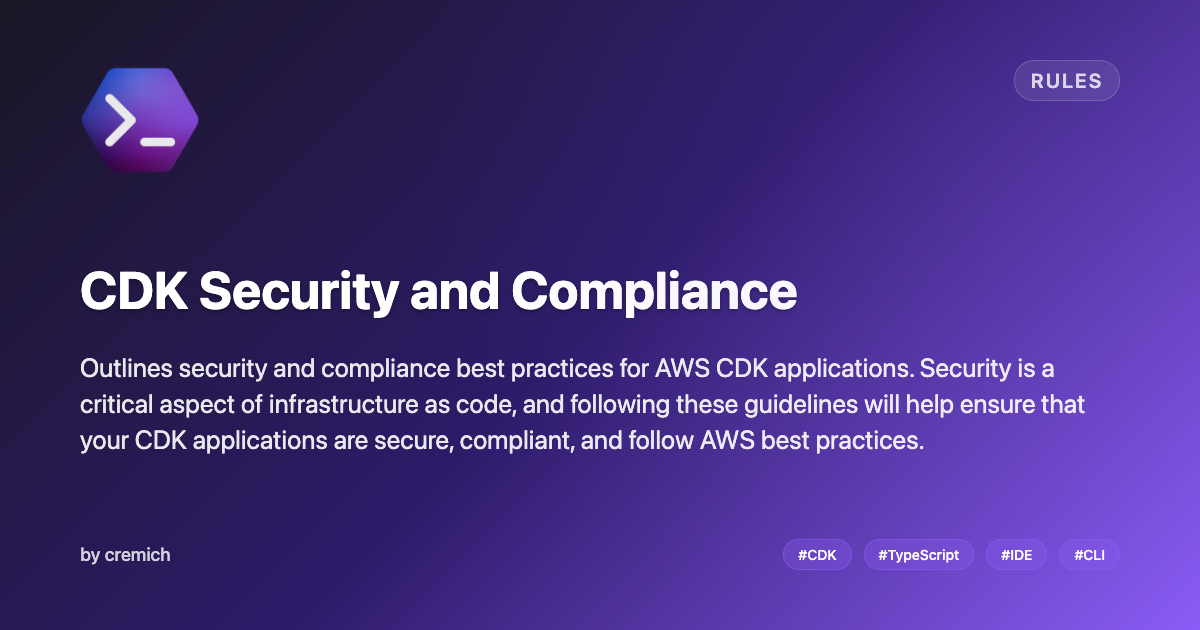 RULES
CDK Security and Compliance
Outlines security and compliance best practices for AWS CDK applications. Security is a
critical aspect of infrastructure as code, and following these guidelines will help ensure that
your CDK applications are secure, compliant, and follow AWS best practices.
by cremich
#CDK
#TypeScript
#IDE
#CLI